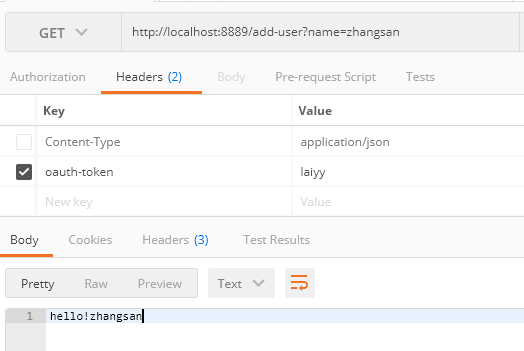 GET http://localhost:8889/add-user?name=zhangsan
Authorization Headers (2) Body Pre-request Script Tests
Key Value
Content-Type application/json
oauth-token laiyy
New key Value
Body Cookies Headers (3) Test Results
Pretty Raw Preview Text
1 hello!zhangsan